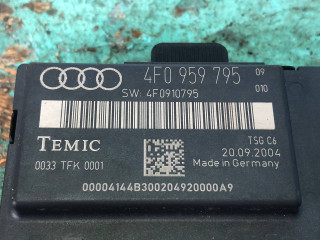 4F0 959 795 09
SW: 4F0910795 010
TEMIC
TSG C6
20.09.2004
0033 TFK 0001
Made in Germany
00004144B300204920000A9